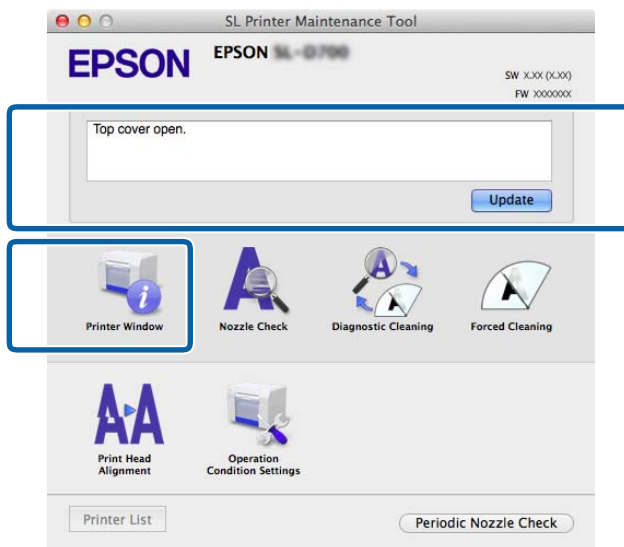 SL Printer Maintenance Tool
EPSON
EPSON
SW X.XX (X.XX)
FW XXXXXXX
Top cover open.
Update
Printer Window
Nozzle Check
Diagnostic Cleaning
Forced Cleaning
Print Head
Alignment
Operation
Condition Settings
Printer List
Periodic Nozzle Check